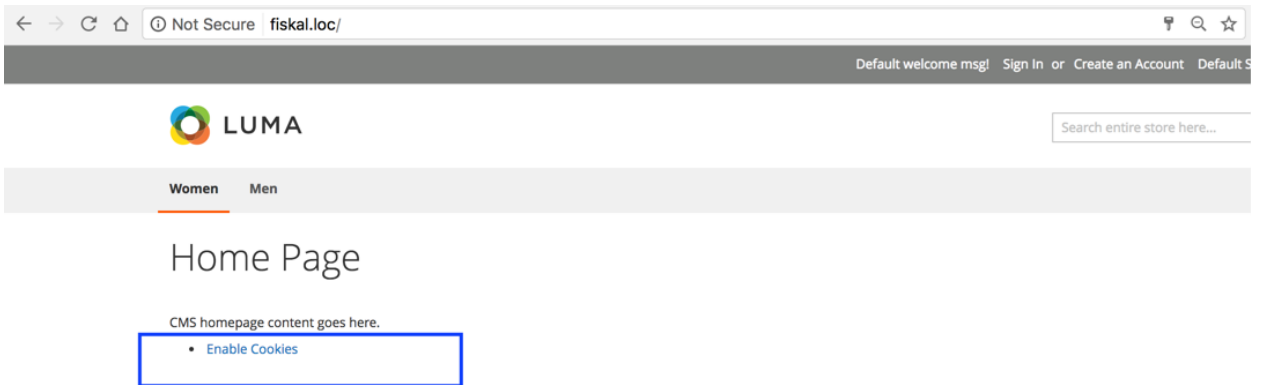 Not Secure fiskal.loc/
Default welcome msg! Sign In or Create an Account Default S
LUMA
Search entire store here...
Women Men
Home Page
CMS homepage content goes here.
• Enable Cookies